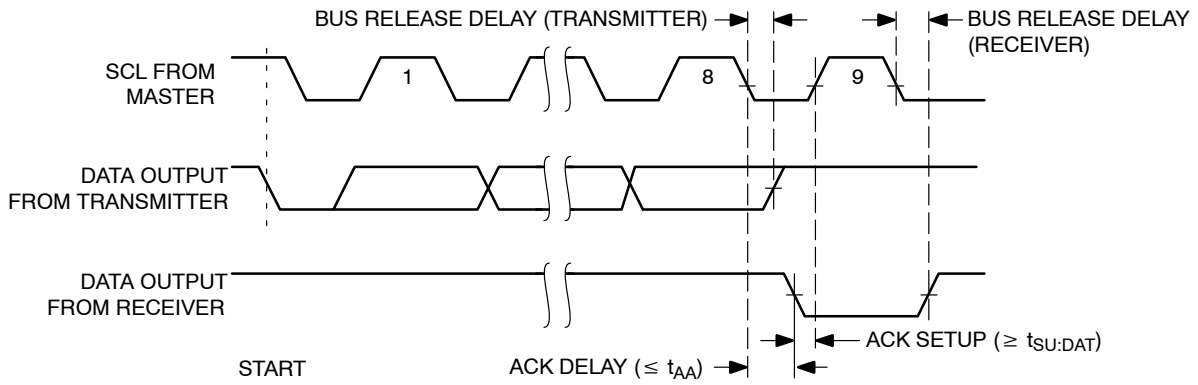 BUS RELEASE DELAY (TRANSMITTER)
BUS RELEASE DELAY
(RECEIVER)
SCL FROM
MASTER
1
8
9
DATA OUTPUT
FROM TRANSMITTER
DATA OUTPUT
FROM RECEIVER
START
ACK DELAY (≤ tAA)
ACK SETUP (≥ tSU:DAT)